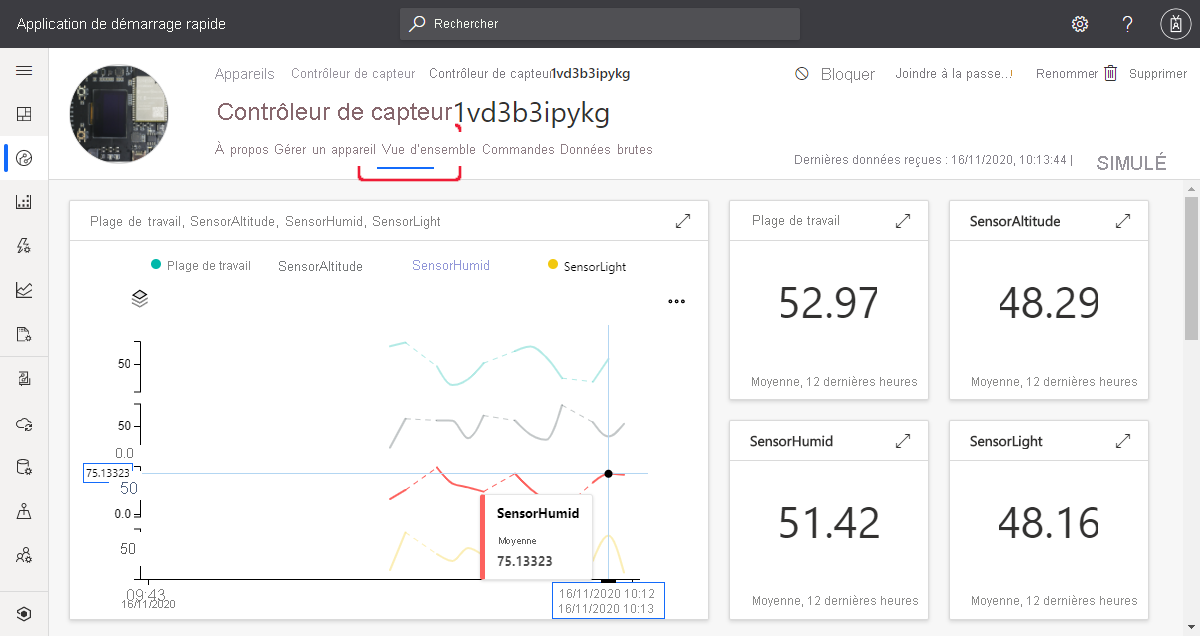 Application de démarrage rapide
Rechercher
?
Appareils Contrôleur de capteur Contrôleur de capteur1vd3b3ipykg
Bloquer Joindre à la passe..! Renommer Supprimer
Contrôleur de capteur1vd3b3ipykg
À propos Gérer un appareil Vue d'ensemble Commandes Données brutes
Dernières données reçues : 16/11/2020, 10:13:44 | SIMULÉ
Plage de travail, SensorAltitude, SensorHumid, SensorLight
Plage de travail SensorAltitude SensorHumid SensorLight
50
50
0.0
75.13323
50
0.0
50
SensorHumid
Moyenne
75.13323
09:43
16/11/2020
16/11/2020 10:12
16/11/2020 10:13
Plage de travail
52.97
Moyenne, 12 dernières heures
SensorAltitude
48.29
Moyenne, 12 dernières heures
SensorHumid
51.42
Moyenne, 12 dernières heures
SensorLight
48.16
Moyenne, 12 dernières heures